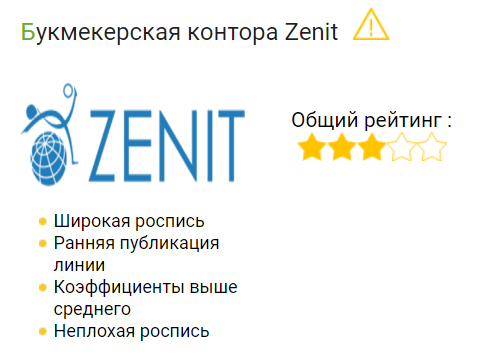 Букмекерская контора Zenit
ZENIT
Общий рейтинг :
Широкая роспись
Ранняя публикация
линии
Коэффициенты выше
среднего
Неплохая роспись